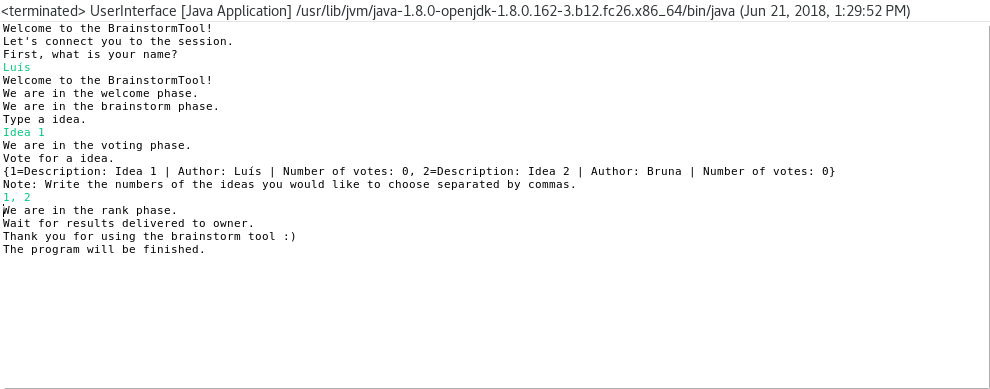 <terminated> UserInterface [Java Application] /usr/lib/jvm/java-1.8.0-openjdk-1.8.0.162-3.b12.fc26.x86_64/bin/java (Jun 21, 2018, 1:29:52 PM)
Welcome to the BrainstormTool!
Let's connect you to the session.
First, what is your name?
Luís
Welcome to the BrainstormTool!
We are in the welcome phase.
We are in the brainstorm phase.
Type a idea.
Idea 1
We are in the voting phase.
Vote for a idea.
{1=Description: Idea 1 | Author: Luís | Number of votes: 0, 2=Description: Idea 2 | Author: Bruna | Number of votes: 0}
Note: Write the numbers of the ideas you would like to choose separated by commas.
1, 2
We are in the rank phase.
Wait for results delivered to owner.
Thank you for using the brainstorm tool :)
The program will be finished.